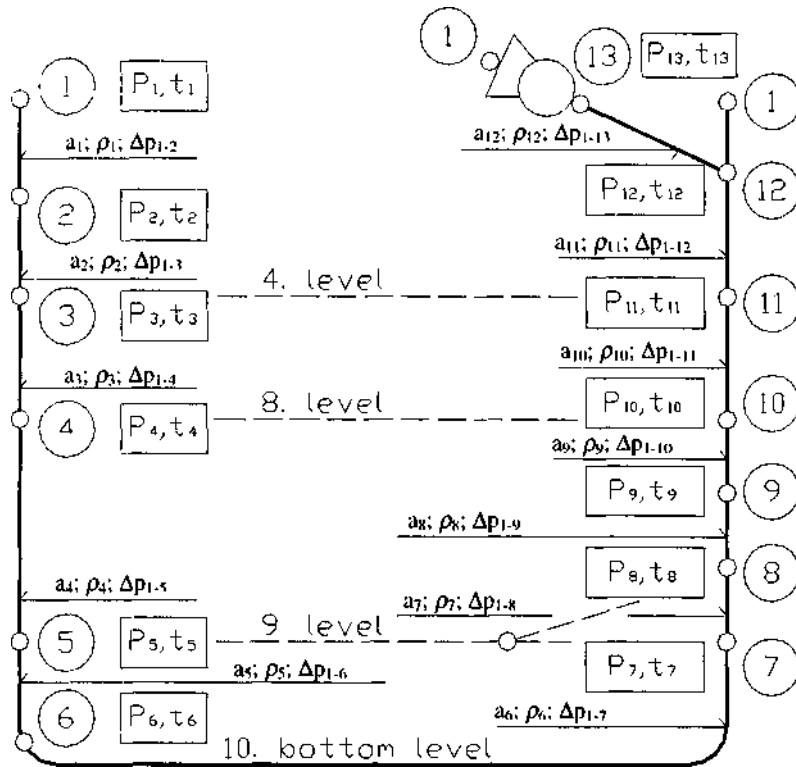 1 13 P₁₃, t₁₃
1 P₁, t₁ 1
a₁; ρ₁; Δp₁₋₂ a₁₂; ρ₁₂; Δp₁₋₁₃
2 P₂, t₂ P₁₂, t₁₂ 12
a₂; ρ₂; Δp₁₋₃ a₁₁; ρ₁₁; Δp₁₋₁₂
4. level
3 P₃, t₃ P₁₁, t₁₁ 11
a₃; ρ₃; Δp₁₋₄ a₁₀; ρ₁₀; Δp₁₋₁₁
8. level
4 P₄, t₄ P₁₀, t₁₀ 10
a₉; ρ₉; Δp₁₋₁₀
P₉, t₉ 9
a₈; ρ₈; Δp₁₋₉
P₈, t₈ 8
a₄; ρ₄; Δp₁₋₅ a₇; ρ₇; Δp₁₋₈
9 level
5 P₅, t₅ P₇, t₇ 7
a₅; ρ₅; Δp₁₋₆
6 P₆, t₆ a₆; ρ₆; Δp₁₋₇
10. bottom level